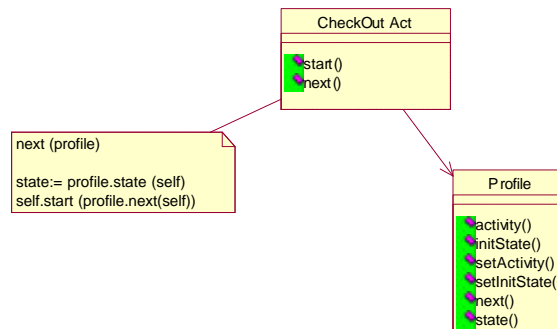 CheckOut Act
start()
next()
next (profile)
state:= profile.state (self)
self.start (profile.next(self))
Profile
activity()
initState()
setActivity()
setInitState()
next()
state()